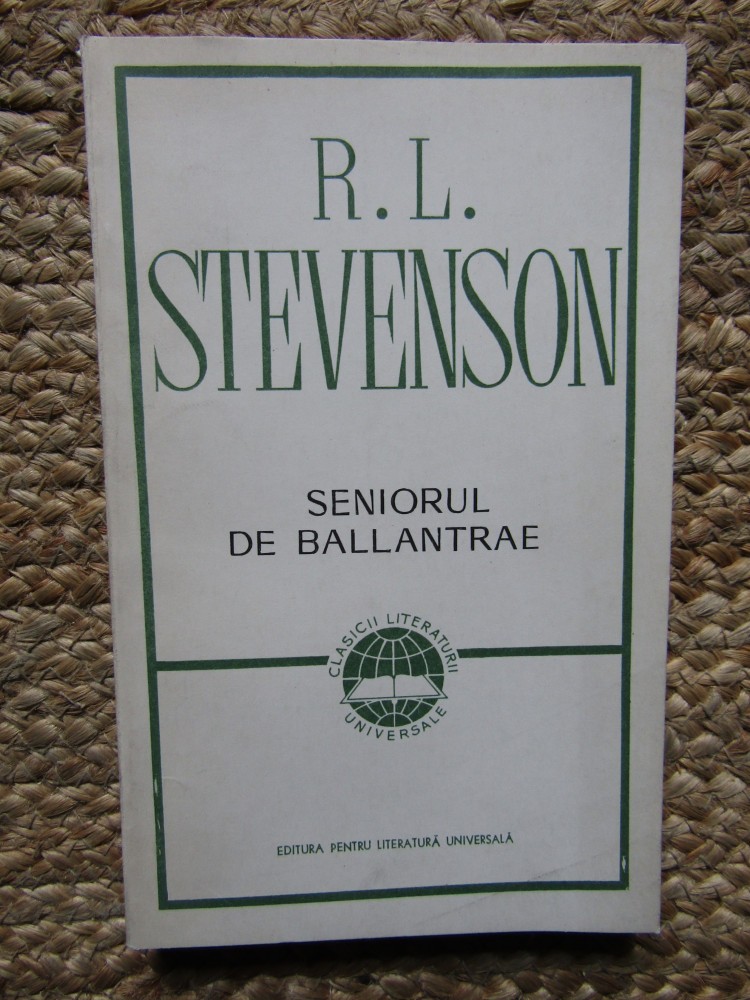 R. L.
STEVENSON
SENIORUL
DE BALLANTRAE
CLASICII LITERATURII
UNIVERSALE
EDITURA PENTRU LITERATURĂ UNIVERSALĂ